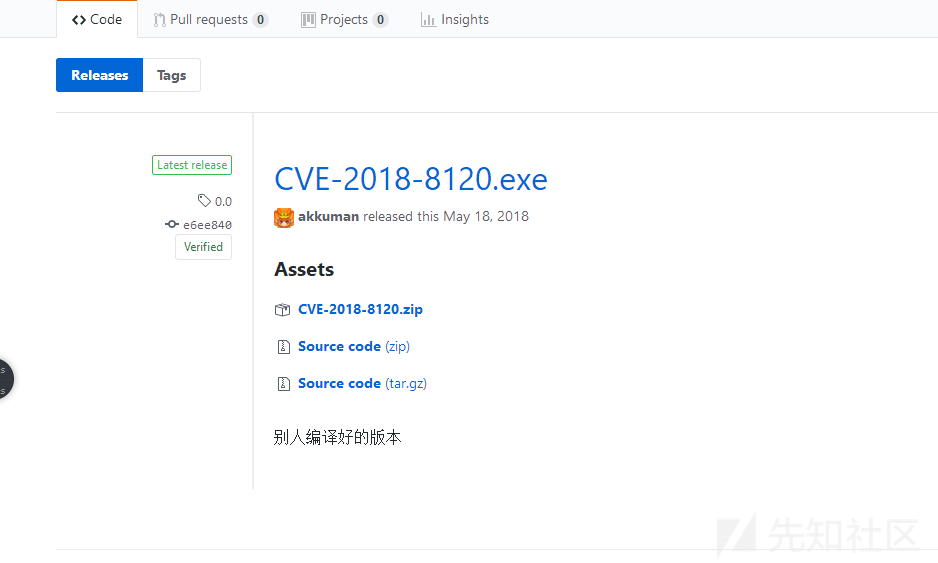 Code Pull requests 0 Projects 0 Insights
Releases Tags
Latest release
0.0
e6ee840
Verified
CVE-2018-8120.exe
akkuman released this May 18, 2018
Assets
CVE-2018-8120.zip
Source code (zip)
Source code (tar.gz)
别人编译好的版本
s
s
先知社区